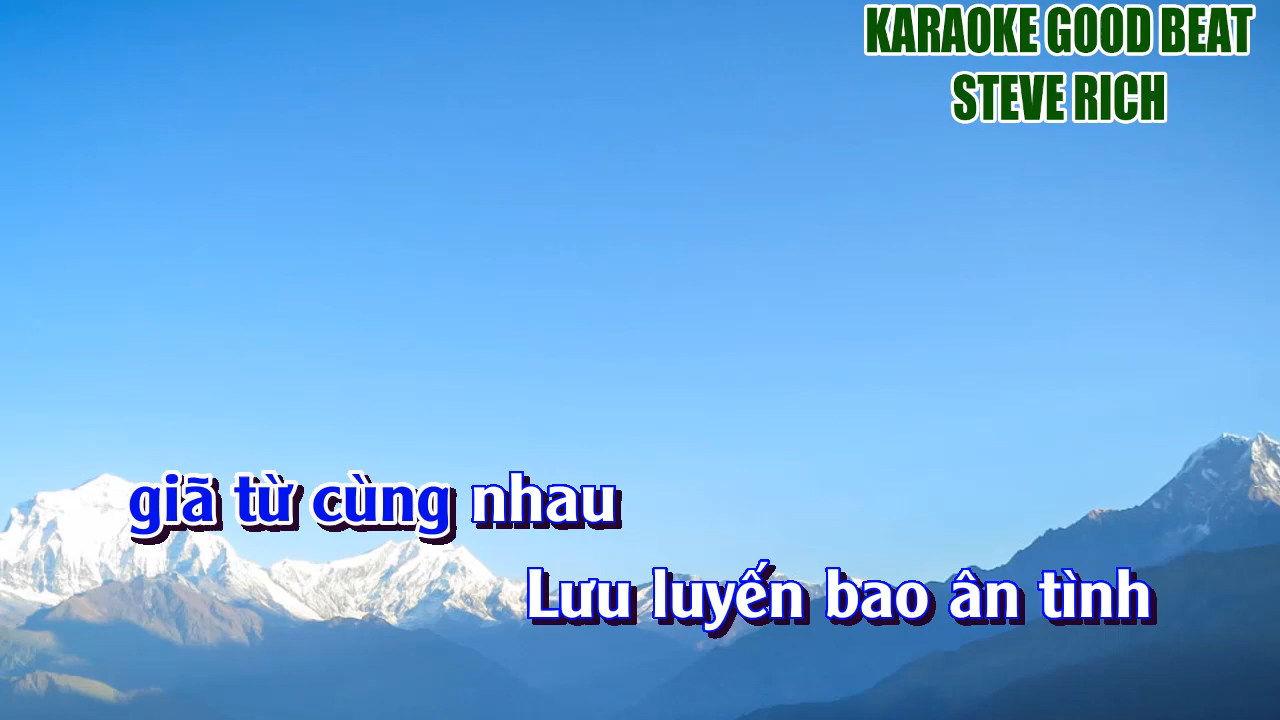 KARAOKE GOOD BEAT
STEVE RICH
giã từ cùng nhau
Lưu luyến bao ân tình